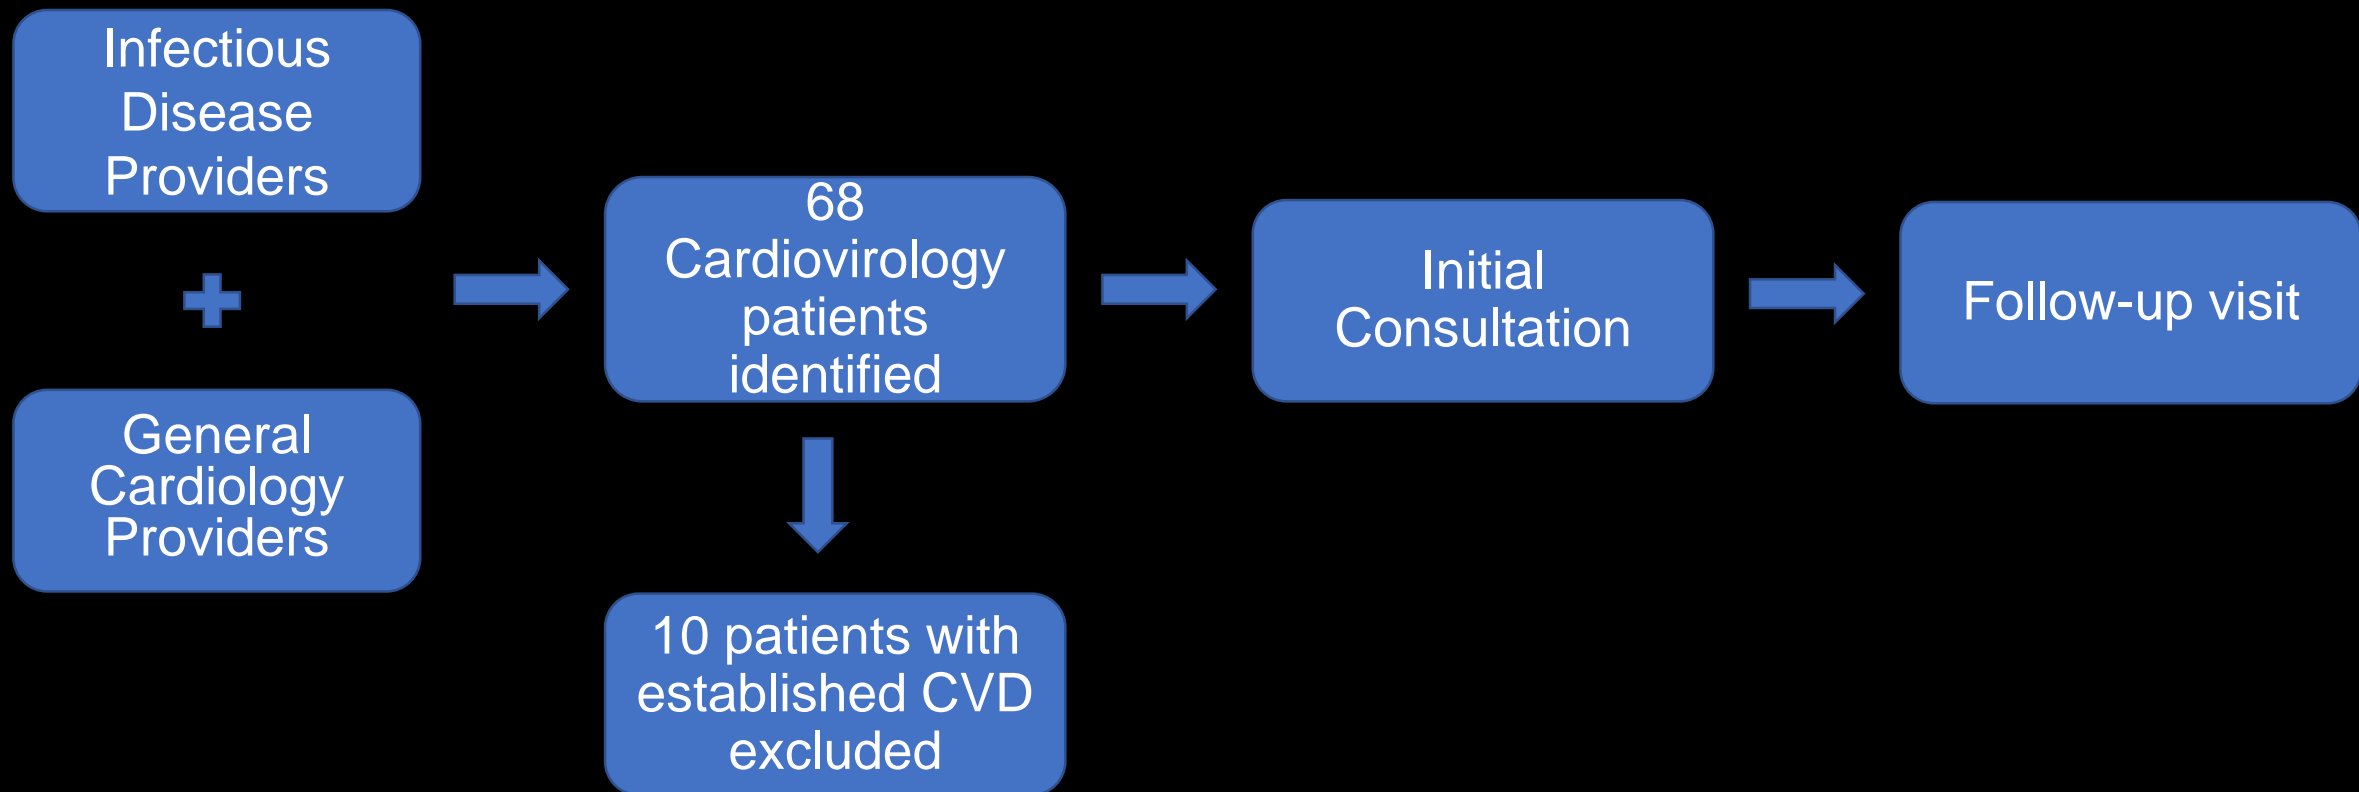 Infectious
Disease
Providers
General
Cardiology
Providers
68
Cardiovirology
patients
identified
10 patients with
established CVD
excluded
Initial
Consultation
Follow-up visit